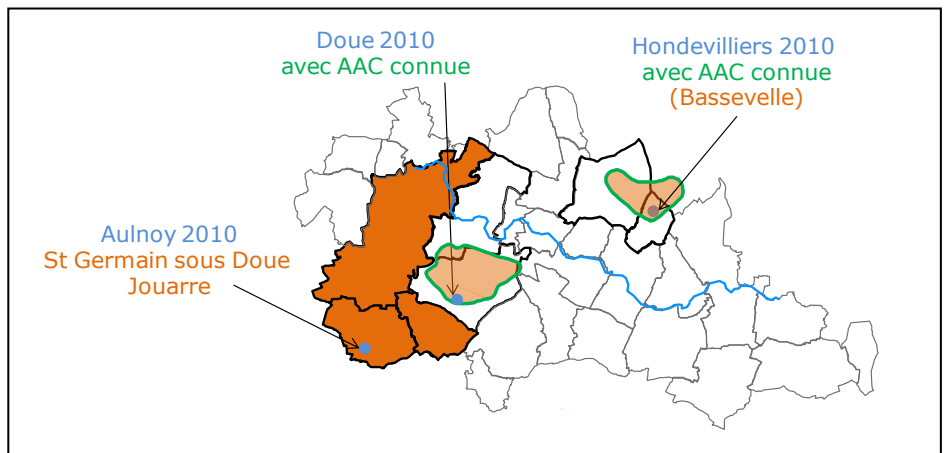 Doue 2010
avec AAC connue
Hondevilliers 2010
avec AAC connue
(Bassevelle)
Aulnoy 2010
St Germain sous Doue
Jouarre